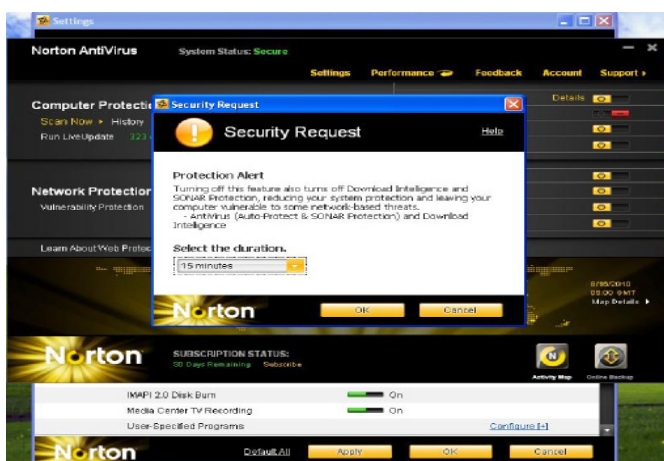 Settings
Norton AntiVirus
System Status: Secure
Settings Performance Feedback Account Support
Computer Protectio
Details
Scan Now History
Run LiveUpdate 323
Network Protection
Vulnerability Protection
Learn About Web Protec
Security Request
Security Request
Help
Protection Alert
Turning off this feature also turns off Download Intelligence and
SONAR Protection, reducing your system protection and leaving your
computer vulnerable to some network-based threats.
- AntiVirus (Auto-Protect & SONAR Protection) and Download
Intelligence
Select the duration.
15 minutes
Norton
OK Cancel
Map Details
Norton
SUBSCRIPTION STATUS:
30 Days Remaining Subscribe
Activity Map Online Backup
IMAPI 2.0 Disk Burn On
Media Center TV Recording On
User-Specified Programs Configure [+]
Norton
Default All Apply OK Cancel